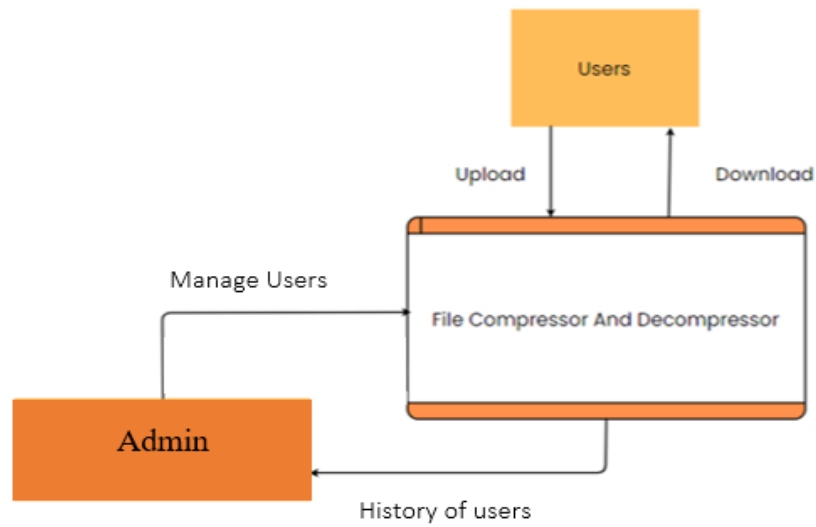 Users
Upload
Download
Manage Users
File Compressor And Decompressor
Admin
History of users